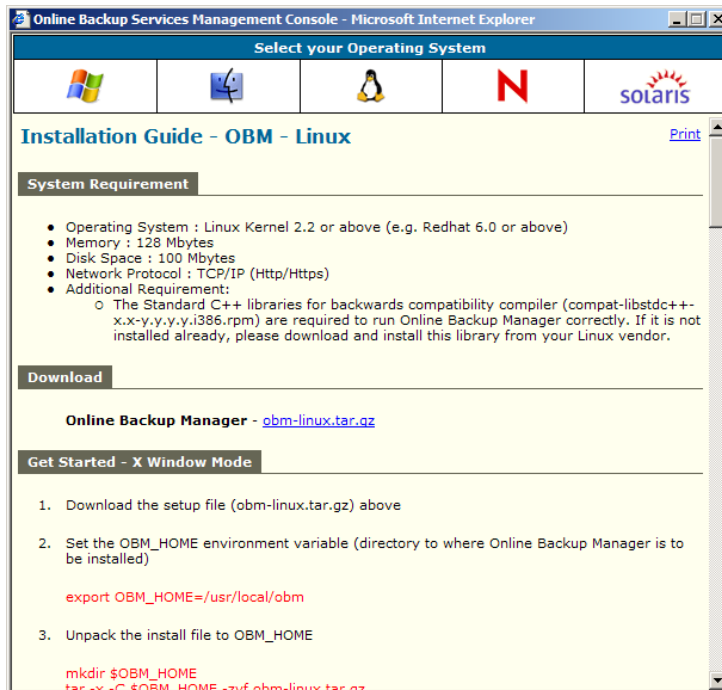 Online Backup Services Management Console - Microsoft Internet Explorer
Select your Operating System
N
solaris
Installation Guide - OBM - Linux
Print
System Requirement
Operating System : Linux Kernel 2.2 or above (e.g. Redhat 6.0 or above)
Memory : 128 Mbytes
Disk Space : 100 Mbytes
Network Protocol : TCP/IP (Http/Https)
Additional Requirement:
The Standard C++ libraries for backwards compatibility compiler (compat-libstdc++-
x.x-y.y.y.y.i386.rpm) are required to run Online Backup Manager correctly. If it is not
installed already, please download and install this library from your Linux vendor.
Download
Online Backup Manager - obm-linux.tar.gz
Get Started - X Window Mode
1. Download the setup file (obm-linux.tar.gz) above
2. Set the OBM_HOME environment variable (directory to where Online Backup Manager is to
be installed)
export OBM_HOME=/usr/local/obm
3. Unpack the install file to OBM_HOME
mkdir $OBM_HOME
tar -x -C $OBM_HOME -zvf obm-linux.tar.gz